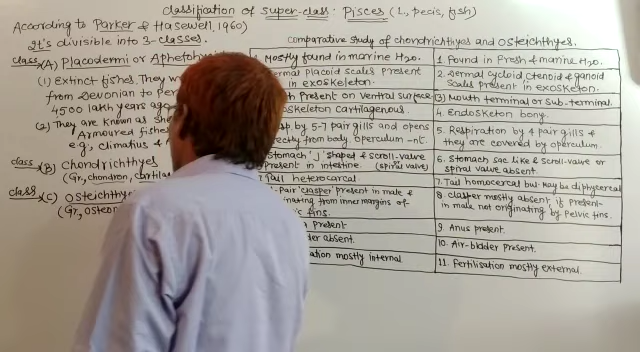 Classification of super-class: Pisces (L, pecis, fish)
According to Parker & Hasewell, 1960)
It's divisible into 3-classes.
class (A) Placodermi or Aphetohyoi
(1) Extinct fishes. They w
from Devonian to Per
4500 lakh years ago
(2) They are known as
Armoured fishes
e.g, climatius &
class (B) Chondrichthyes
(Gr, chondron, cartila
class (C) Osteichthy
(Gr, osteo
comparative study of chondrichthyes and osteichthyes.
Mostly found in marine H2O.
ermal placoid scales present
in exoskeleton.
th present on ventral surface
oskeleton cartilagenous.
sp. by 5-7 pair gills and opens
rectly from body, operculum -nt.
Stomach 'J' shaped & scroll-valve
present in intestine. (spiral valve)
Tail heterocercal.
-pair 'clasper' present in male &
inating from inner margins of
ic fins.
present
der absent.
ation mostly internal
1. Found in fresh & marine H2O.
2. Dermal cycloid, ctenoid & ganoid
scales present in exoskeleton.
(3) Mouth terminal or sub-terminal.
4. Endoskeleton bony.
5. Respiration by 4 pair gills &
they are covered by operculum.
6. Stomach sac like & scroll-valve or
spiral valve absent.
7. Tail homocercal but may be diphycercal
8. Clasper mostly absent, if present
in male not originating by pelvic fins.
9. Anus present.
10. Air-bladder present.
11. Fertilisation mostly external.